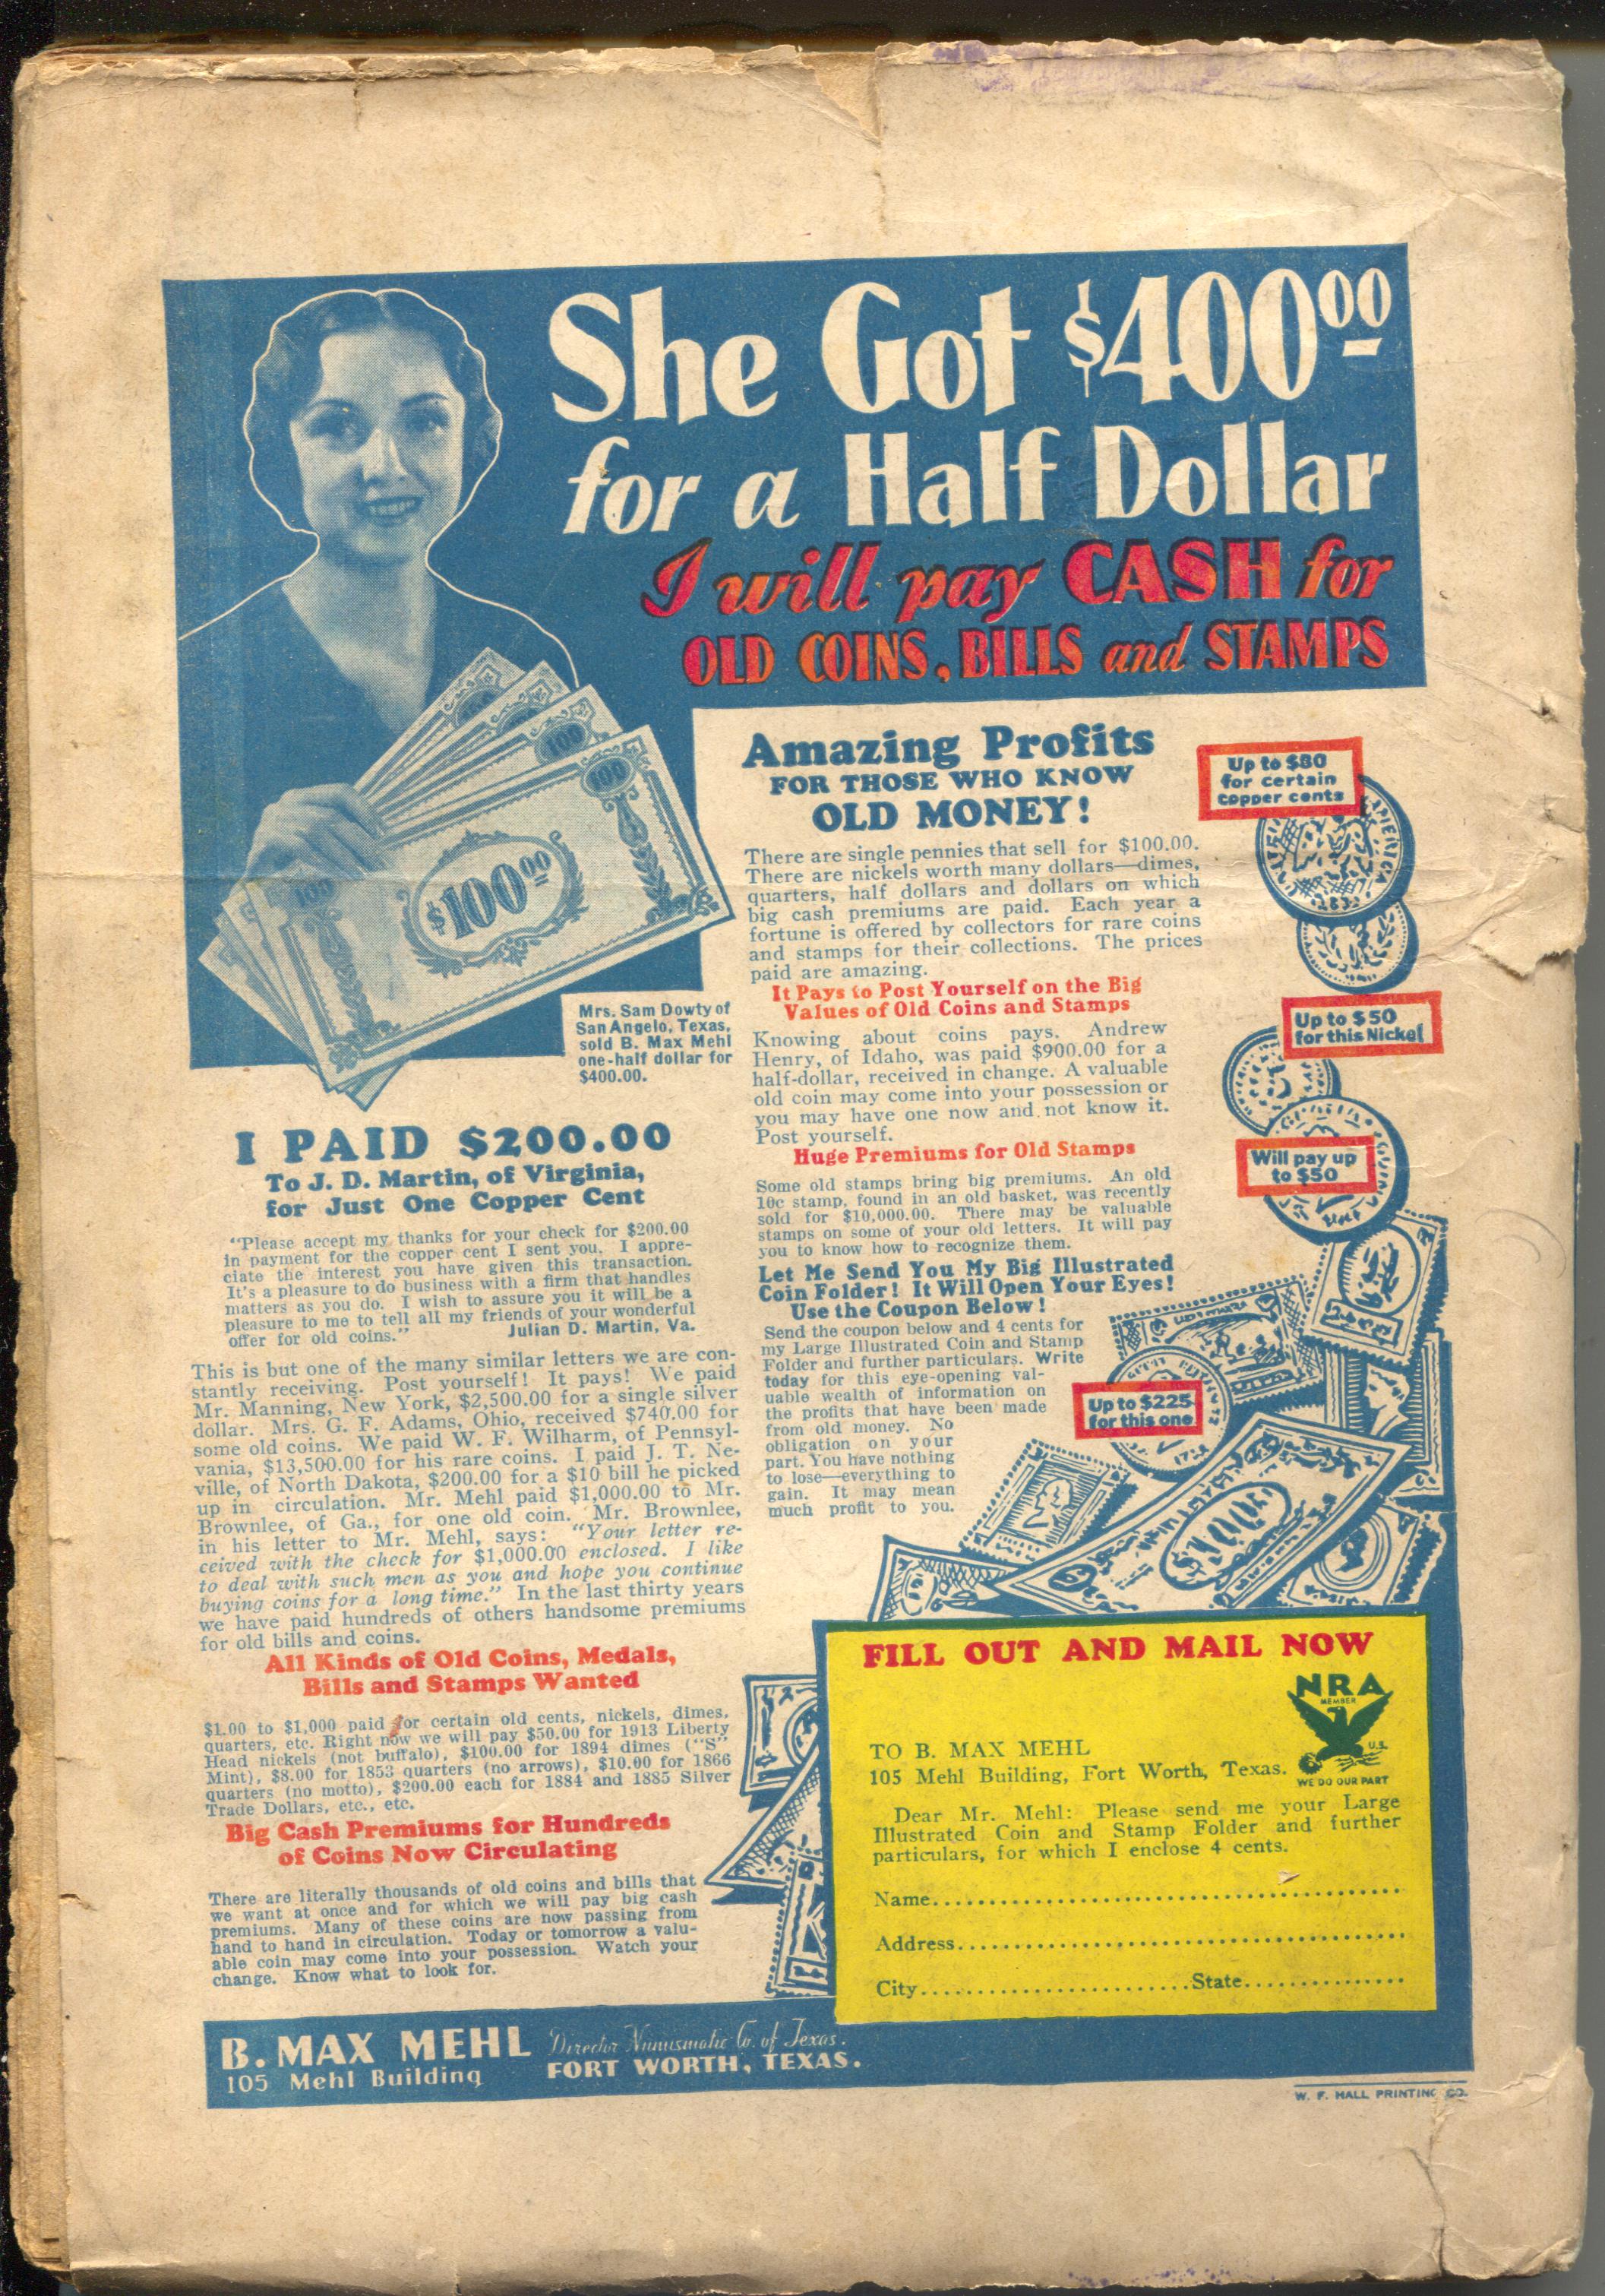 She Got $400.00
for a Half Dollar
I will pay CASH for
OLD COINS, BILLS and STAMPS
100
100
100
$100.00
Mrs. Sam Dowty of
San Angelo, Texas,
sold B. Max Mehl
one-half dollar for
$400.00.
I PAID $200.00
To J. D. Martin, of Virginia,
for Just One Copper Cent
"Please accept my thanks for your check for $200.00
in payment for the copper cent I sent you. I appre-
ciate the interest you have given this transaction.
It's a pleasure to do business with a firm that handles
matters as you do. I wish to assure you it will be a
pleasure to me to tell all my friends of your wonderful
offer for old coins." Julian D. Martin, Va.
This is but one of the many similar letters we are con-
stantly receiving. Post yourself! It pays! We paid
Mr. Manning, New York, $2,500.00 for a single silver
dollar. Mrs. G. F. Adams, Ohio, received $740.00 for
some old coins. We paid W. F. Wilharm, of Pennsyl-
vania, $13,500.00 for his rare coins. I paid J. T. Ne-
ville, of North Dakota, $200.00 for a $10 bill he picked
up in circulation. Mr. Mehl paid $1,000.00 to Mr.
Brownlee, of Ga., for one old coin. Mr. Brownlee,
in his letter to Mr. Mehl, says: "Your letter re-
ceived with the check for $1,000.00 enclosed. I like
to deal with such men as you and hope you continue
buying coins for a long time." In the last thirty years
we have paid hundreds of others handsome premiums
for old bills and coins.
All Kinds of Old Coins, Medals,
Bills and Stamps Wanted
$1.00 to $1,000 paid for certain old cents, nickels, dimes,
quarters, etc. Right now we will pay $50.00 for 1913 Liberty
Head nickels (not buffalo), $100.00 for 1894 dimes ("S"
Mint), $8.00 for 1853 quarters (no arrows), $10.00 for 1866
quarters (no motto), $200.00 each for 1884 and 1885 Silver
Trade Dollars, etc., etc.
Big Cash Premiums for Hundreds
of Coins Now Circulating
There are literally thousands of old coins and bills that
we want at once and for which we will pay big cash
premiums. Many of these coins are now passing from
hand to hand in circulation. Today or tomorrow a valu-
able coin may come into your possession. Watch your
change. Know what to look for.
Amazing Profits
FOR THOSE WHO KNOW
OLD MONEY!
There are single pennies that sell for $100.00.
There are nickels worth many dollars—dimes,
quarters, half dollars and dollars on which
big cash premiums are paid. Each year a
fortune is offered by collectors for rare coins
and stamps for their collections. The prices
paid are amazing.
It Pays to Post Yourself on the Big
Values of Old Coins and Stamps
Knowing about coins pays. Andrew
Henry, of Idaho, was paid $900.00 for a
half-dollar, received in change. A valuable
old coin may come into your possession or
you may have one now and not know it.
Post yourself.
Huge Premiums for Old Stamps
Some old stamps bring big premiums. An old
10c stamp, found in an old basket, was recently
sold for $10,000.00. There may be valuable
stamps on some of your old letters. It will pay
you to know how to recognize them.
Let Me Send You My Big Illustrated
Coin Folder! It Will Open Your Eyes!
Use the Coupon Below!
Send the coupon below and 4 cents for
my Large Illustrated Coin and Stamp
Folder and further particulars. Write
today for this eye-opening val-
uable wealth of information on
the profits that have been made
from old money. No
obligation on your
part. You have nothing
to lose—everything to
gain. It may mean
much profit to you.
Up to $80
for certain
copper cents
Up to $50
for this Nickel
Will pay up
to $50
Up to $225
for this one
FILL OUT AND MAIL NOW
NRA
MEMBER
U.S.
WE DO OUR PART
TO B. MAX MEHL
105 Mehl Building, Fort Worth, Texas.
Dear Mr. Mehl: Please send me your Large
Illustrated Coin and Stamp Folder and further
particulars, for which I enclose 4 cents.
Name
Address
City State
B. MAX MEHL Director Numismatic Co. of Texas.
105 Mehl Building FORT WORTH, TEXAS.
W. F. HALL PRINTING CO.